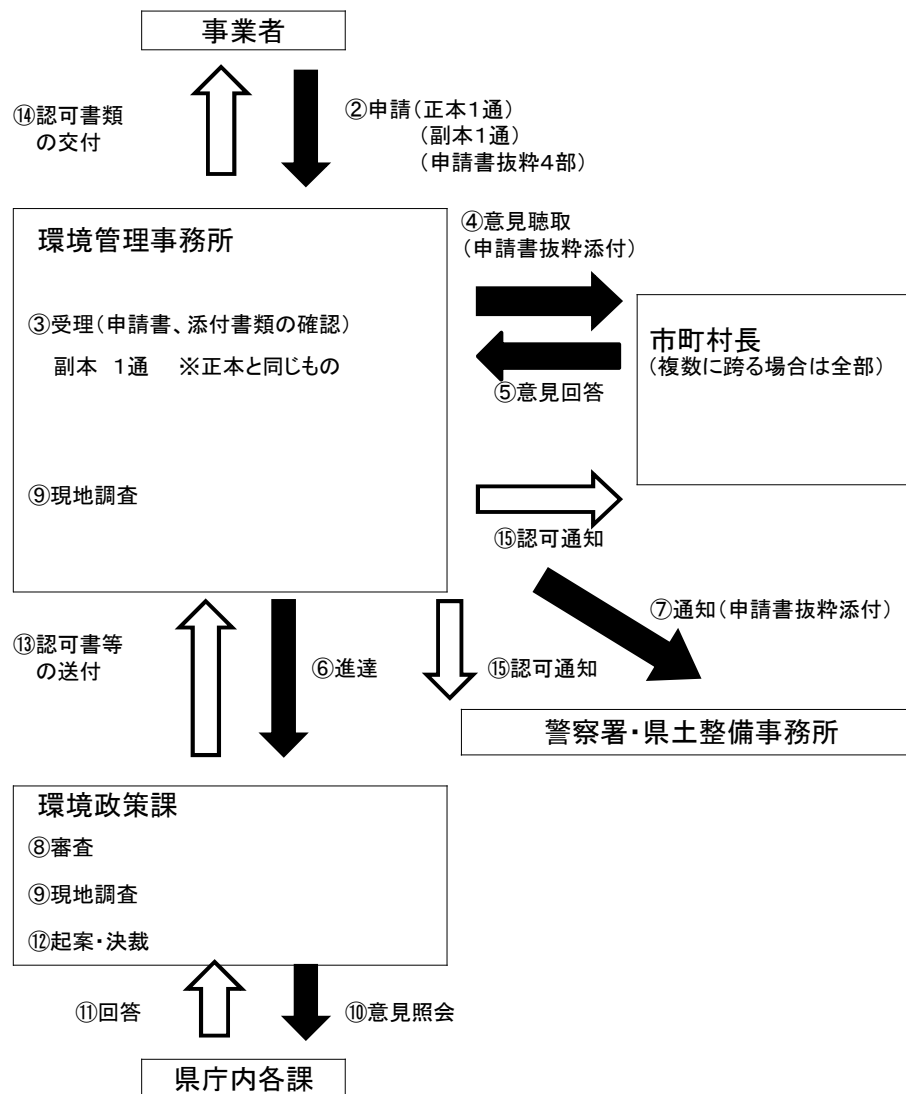 事業者
⑭認可書類
の交付
②申請(正本1通)
(副本1通)
(申請書抜粋4部)
環境管理事務所
④意見聴取
(申請書抜粋添付)
③受理(申請書、添付書類の確認)
副本 1通 ※正本と同じもの
市町村長
(複数に跨る場合は全部)
⑤意見回答
⑨現地調査
⑮認可通知
⑦通知(申請書抜粋添付)
⑬認可書等
の送付
⑥進達
⑮認可通知
警察署・県土整備事務所
環境政策課
⑧審査
⑨現地調査
⑫起案・決裁
⑪回答
⑩意見照会
県庁内各課